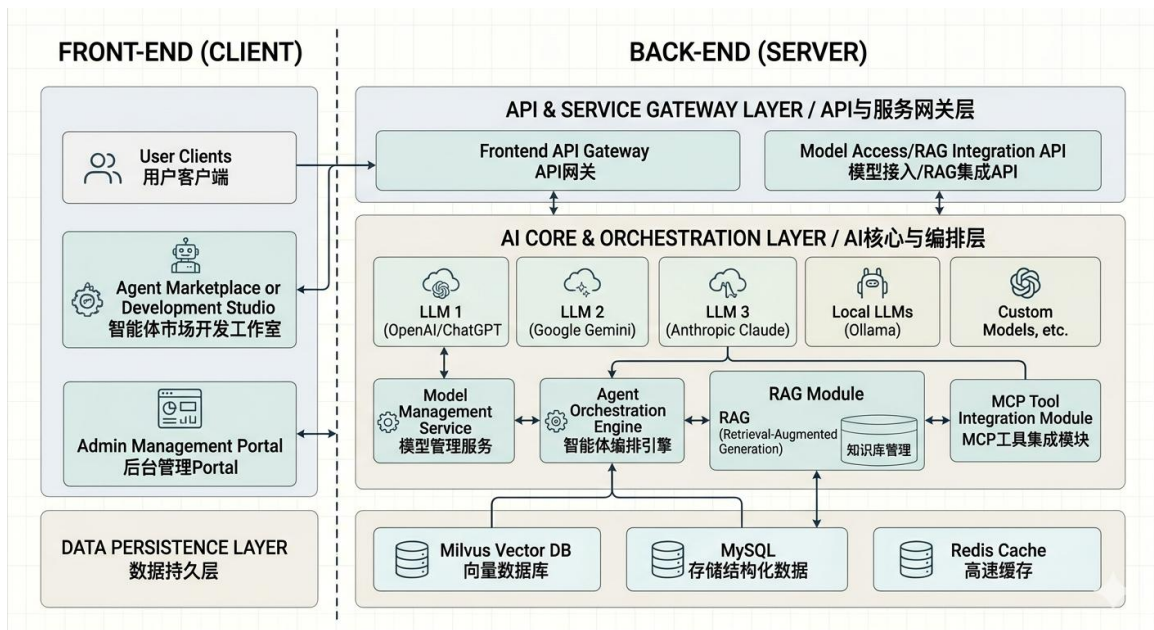 FRONT-END (CLIENT)
BACK-END (SERVER)
User Clients
用户客户端
Agent Marketplace or
Development Studio
智能体市场开发工作室
Admin Management Portal
后台管理Portal
API & SERVICE GATEWAY LAYER / API与服务网关层
Frontend API Gateway
API网关
Model Access/RAG Integration API
模型接入/RAG集成API
AI CORE & ORCHESTRATION LAYER / AI核心与编排层
LLM 1
(OpenAI/ChatGPT
LLM 2
(Google Gemini)
LLM 3
(Anthropic Claude)
Local LLMs
(Ollama)
Custom
Models, etc.
Model
Management
Service
模型管理服务
Agent
Orchestration
Engine
智能体编排引擎
RAG Module
RAG
(Retrieval-Augmented
Generation)
知识库管理
MCP Tool
Integration Module
MCP工具集成模块
DATA PERSISTENCE LAYER
数据持久层
Milvus Vector DB
向量数据库
MySQL
存储结构化数据
Redis Cache
高速缓存